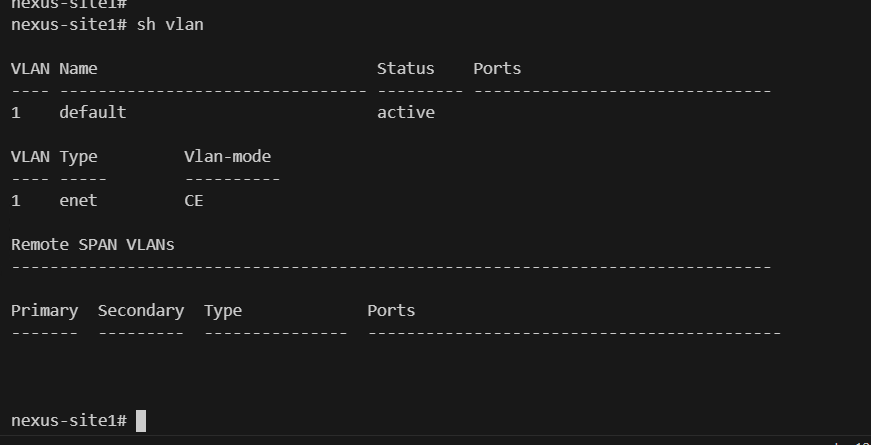 nexus-site1#
nexus-site1# sh vlan
VLAN Name                             Status    Ports
---- -------------------------------- --------- -------------------------------
1    default                          active
VLAN Type         Vlan-mode
---- -----        ----------
1    enet         CE
Remote SPAN VLANs
-------------------------------------------------------------------------------
Primary  Secondary  Type             Ports
-------  ---------  ---------------  -------------------------------------------
nexus-site1#